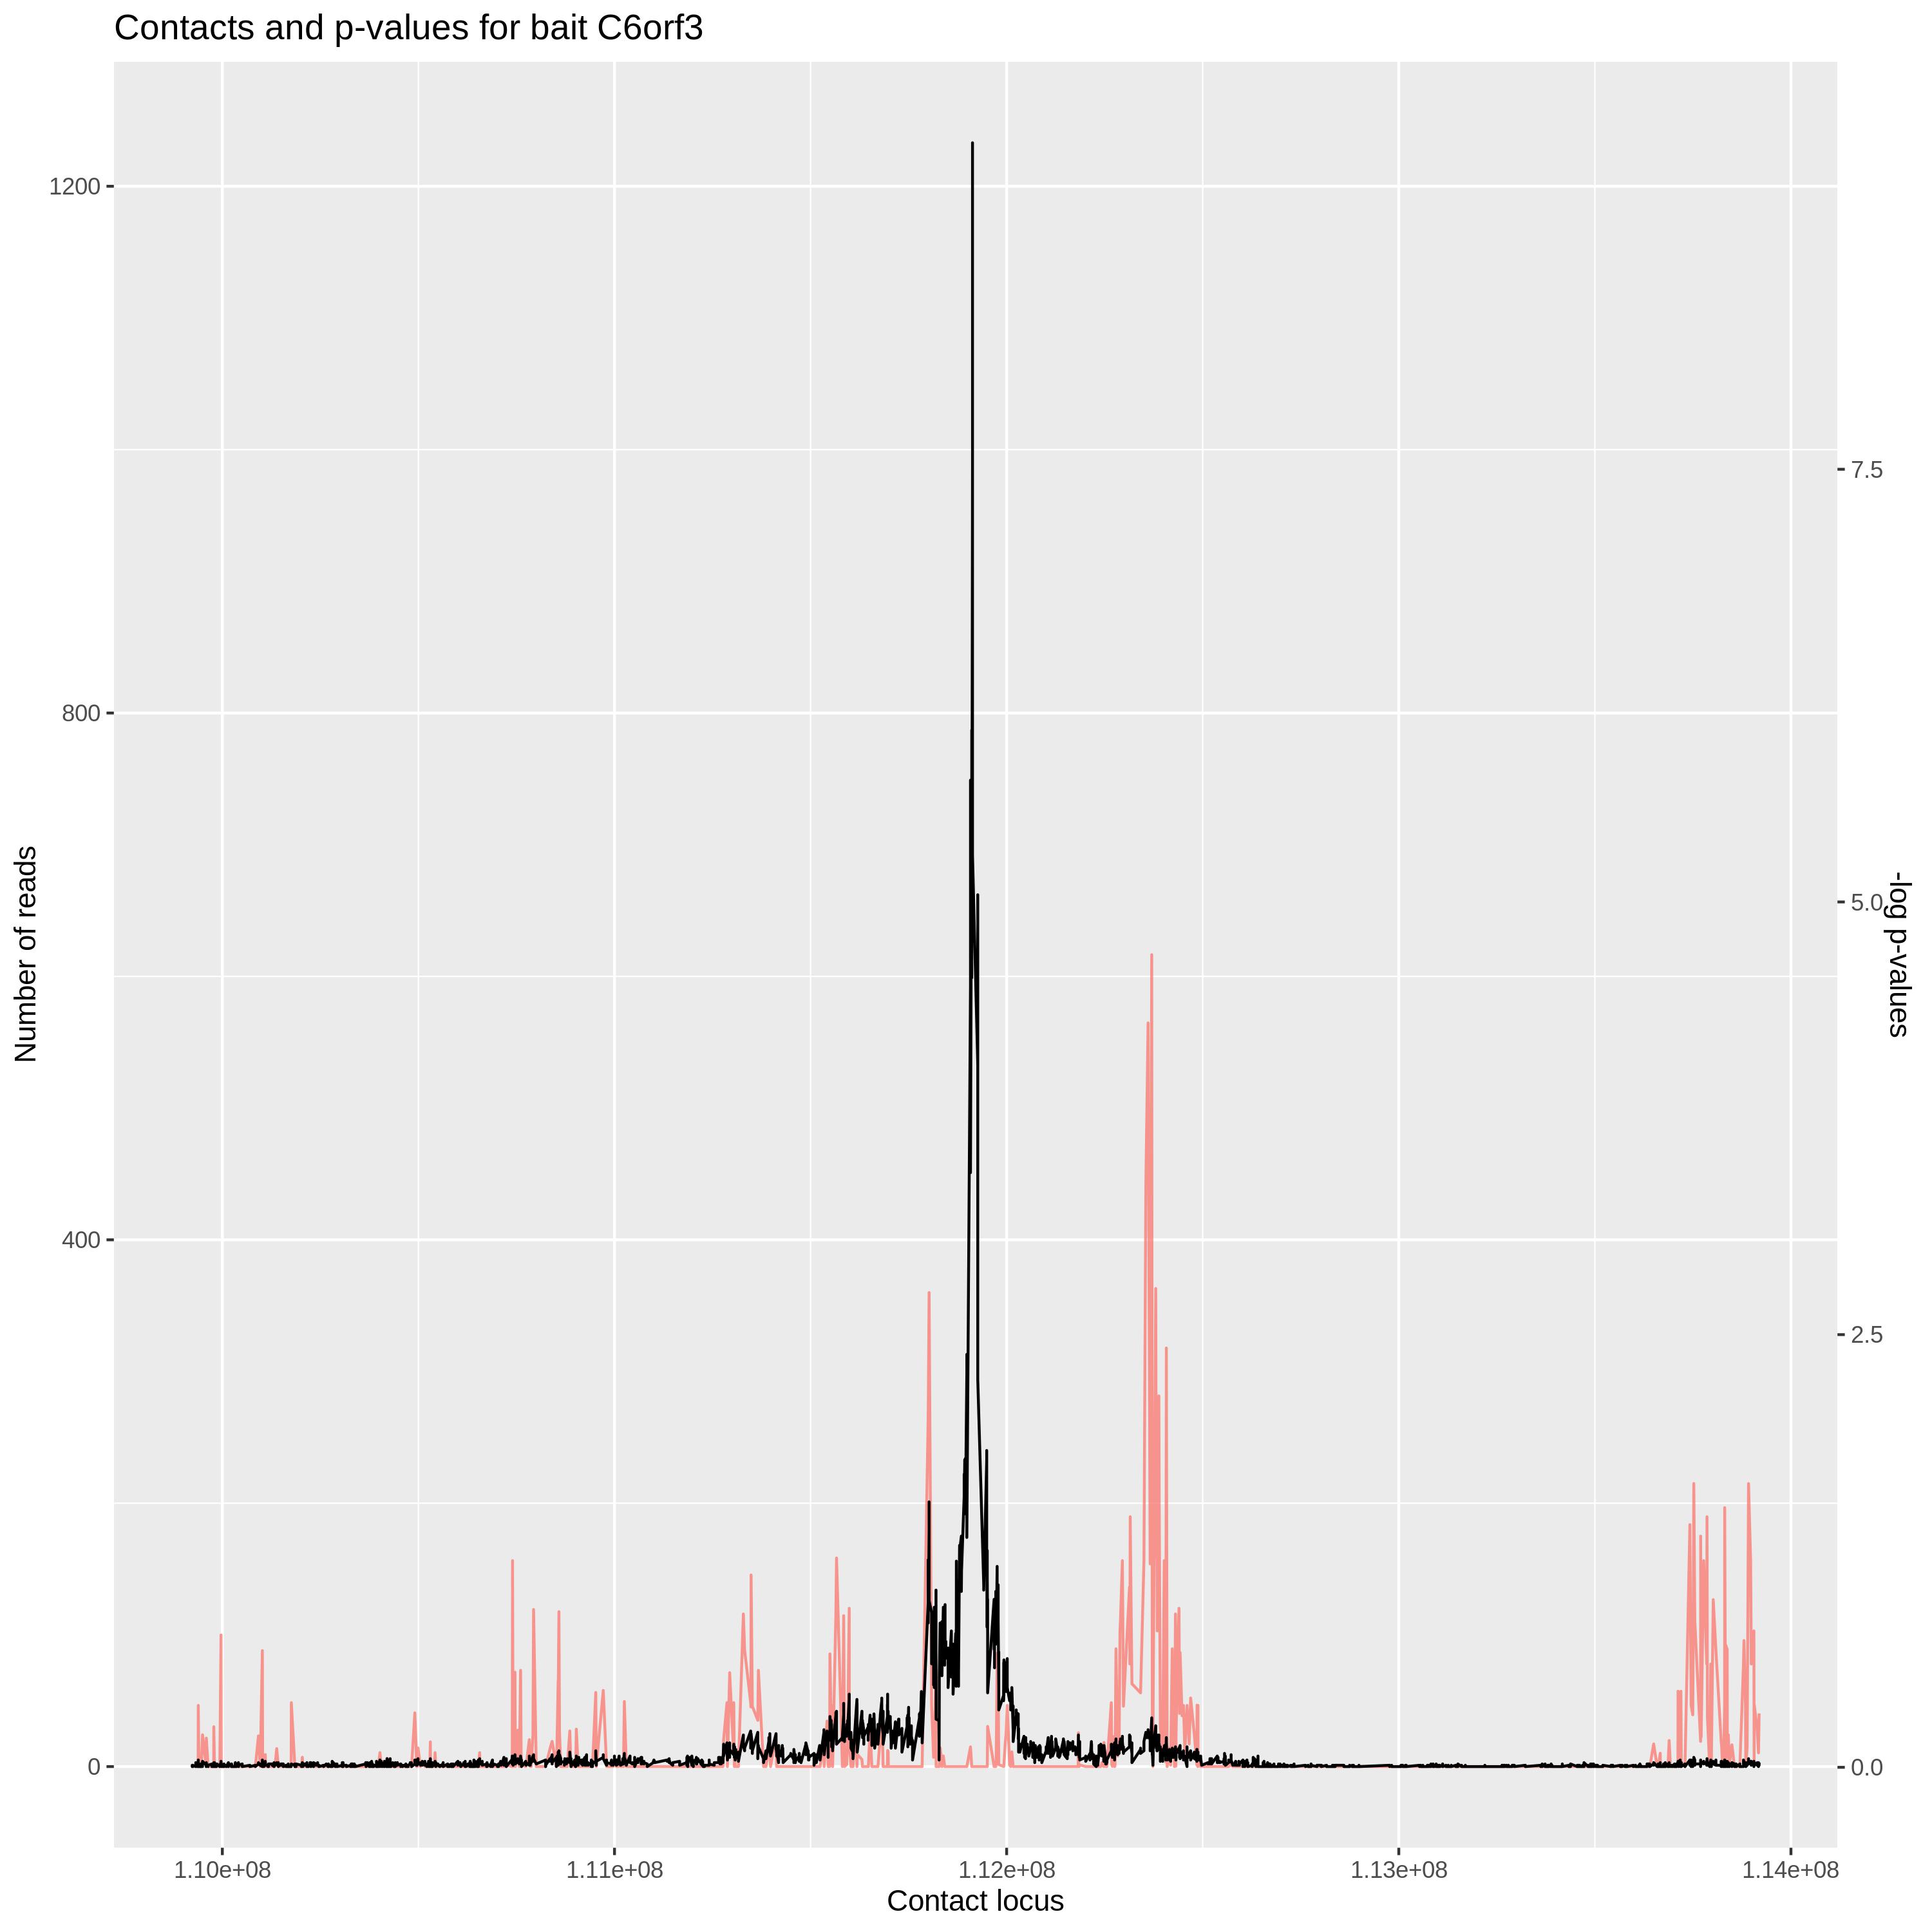 Contacts and p-values for bait C6orf3
1200
800
400
0
Number of reads
7.5
5.0
2.5
0.0
-log p-values
1.10e+08
1.11e+08
1.12e+08
1.13e+08
1.14e+08
Contact locus